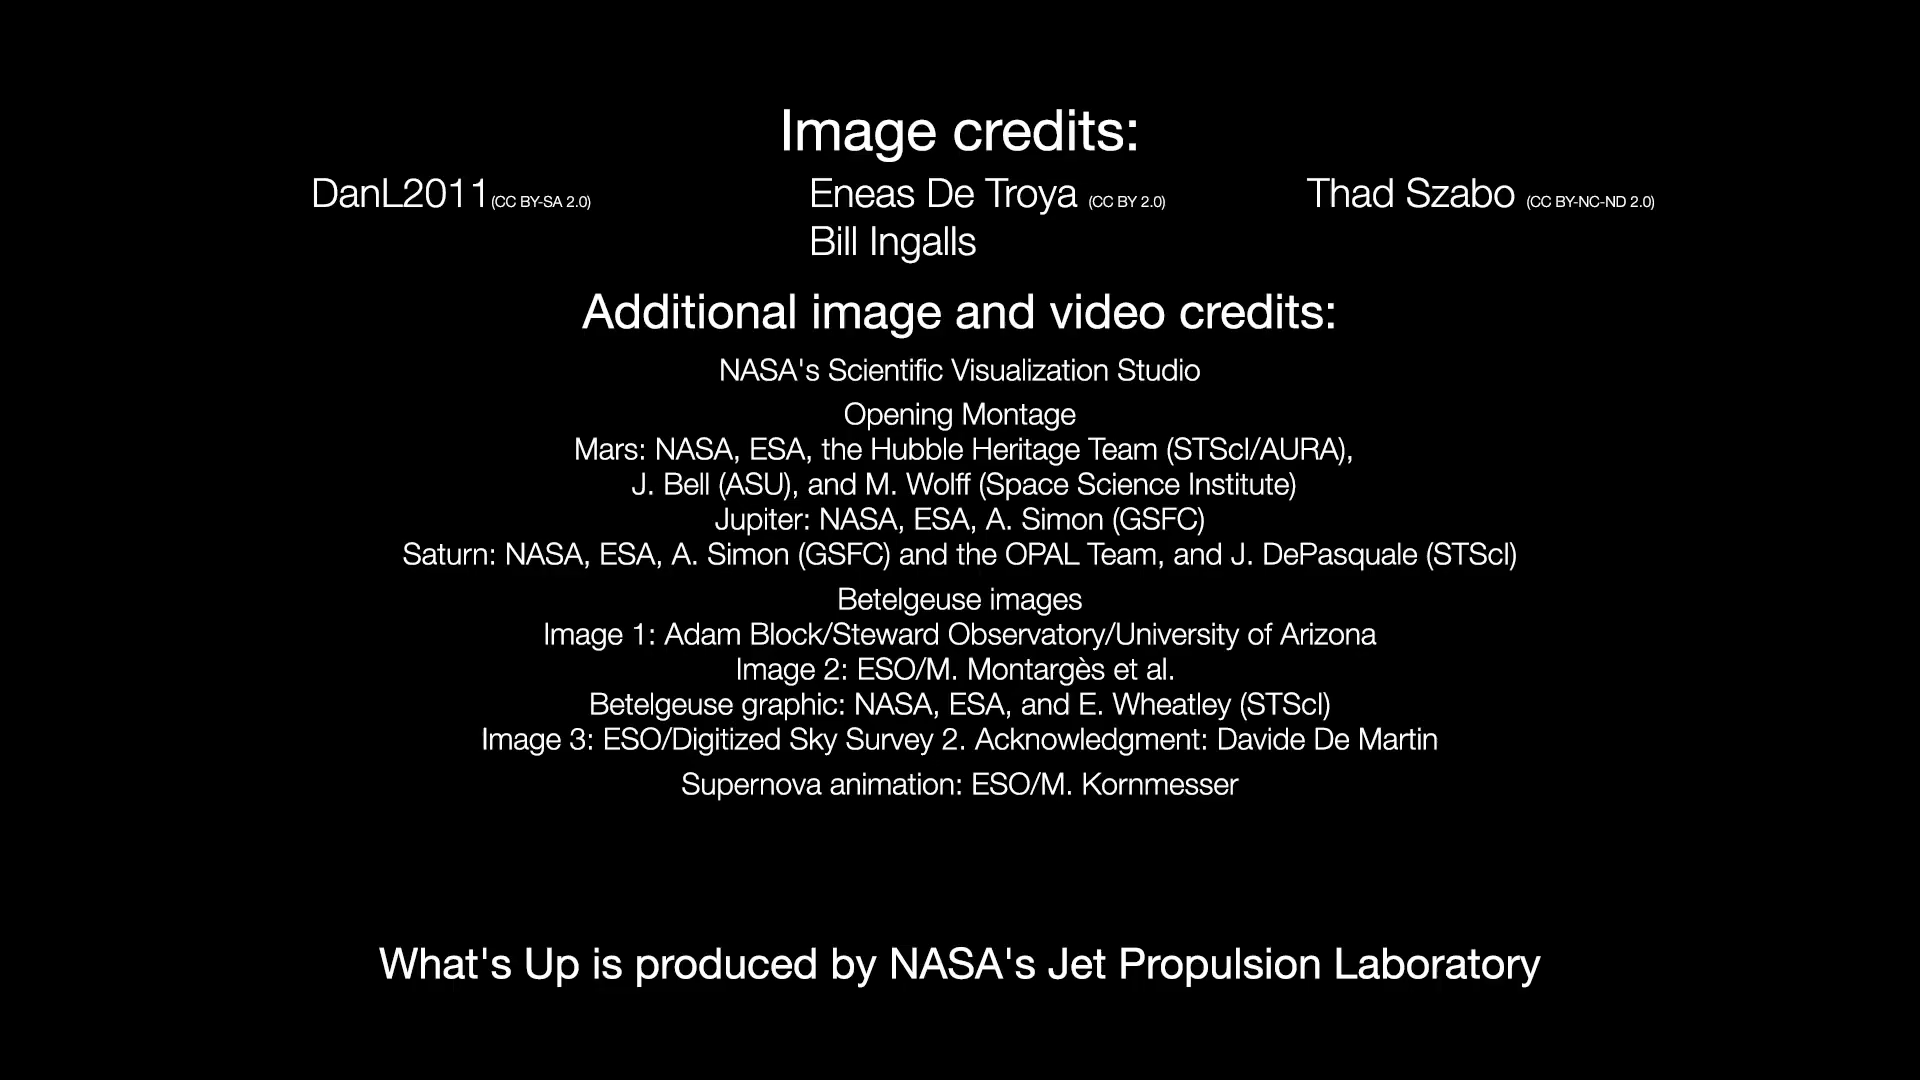 Image credits:
DanL2011 (CC BY-SA 2.0) Eneas De Troya (CC BY 2.0) Thad Szabo (CC BY-NC-ND 2.0)
Bill Ingalls
Additional image and video credits:
NASA's Scientific Visualization Studio
Opening Montage
Mars: NASA, ESA, the Hubble Heritage Team (STScI/AURA),
J. Bell (ASU), and M. Wolff (Space Science Institute)
Jupiter: NASA, ESA, A. Simon (GSFC)
Saturn: NASA, ESA, A. Simon (GSFC) and the OPAL Team, and J. DePasquale (STScI)
Betelgeuse images
Image 1: Adam Block/Steward Observatory/University of Arizona
Image 2: ESO/M. Montargès et al.
Betelgeuse graphic: NASA, ESA, and E. Wheatley (STScI)
Image 3: ESO/Digitized Sky Survey 2. Acknowledgment: Davide De Martin
Supernova animation: ESO/M. Kornmesser
What's Up is produced by NASA's Jet Propulsion Laboratory